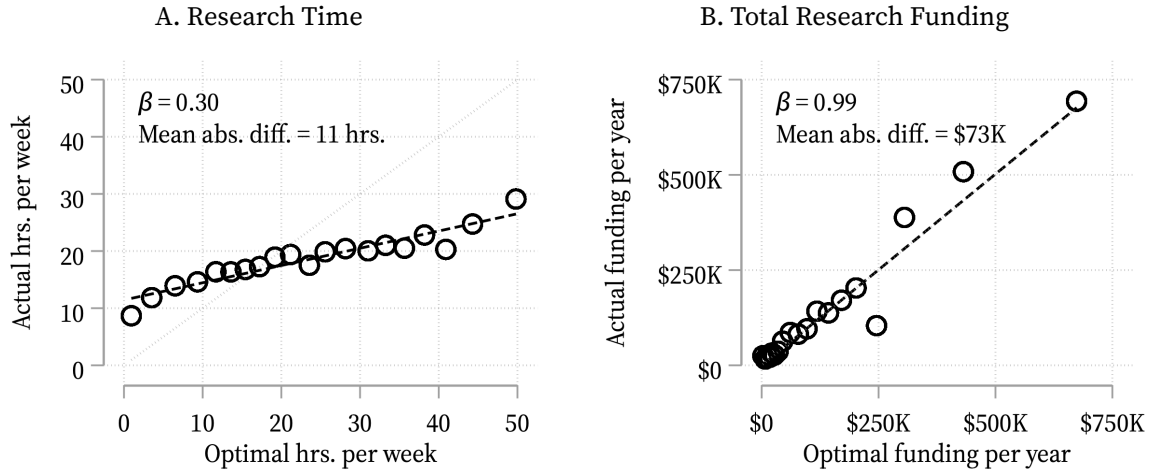 A. Research Time
β = 0.30
Mean abs. diff. = 11 hrs.
Actual hrs. per week
50
40
30
20
10
0
0 10 20 30 40 50
Optimal hrs. per week
B. Total Research Funding
β = 0.99
Mean abs. diff. = $73K
Actual funding per year
$750K
$500K
$250K
$0
$0 $250K $500K $750K
Optimal funding per year